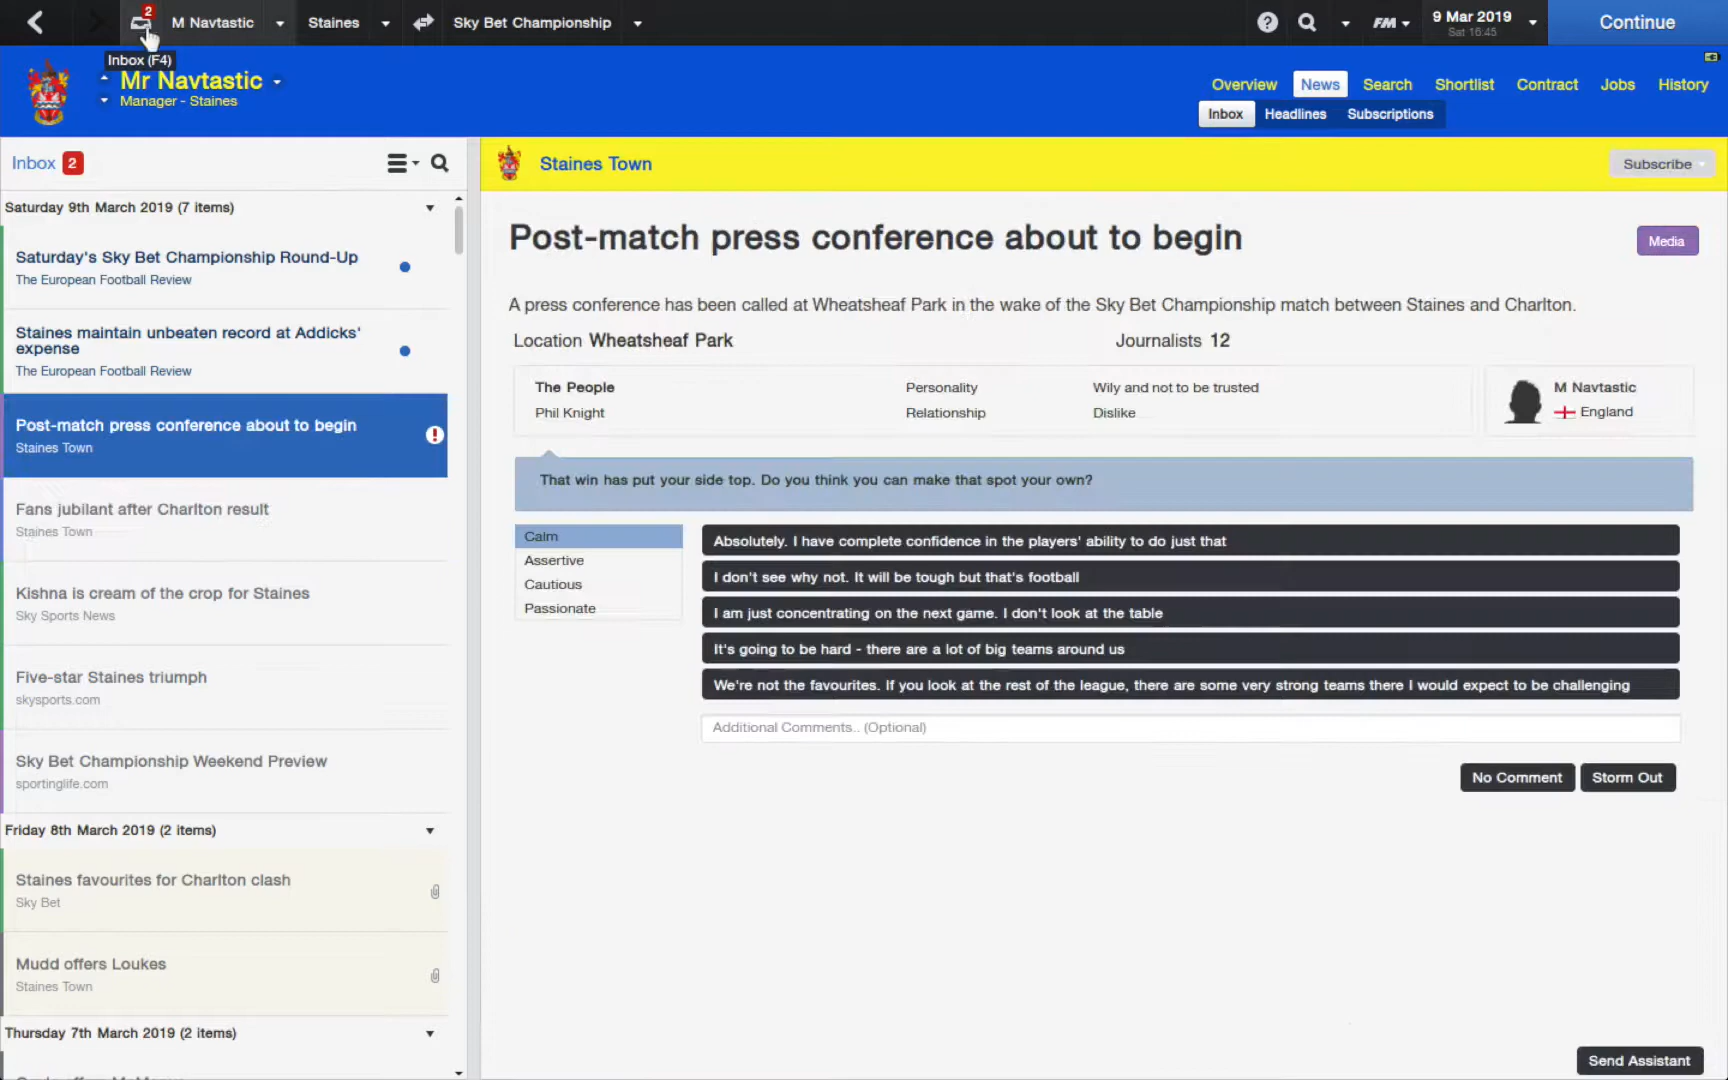 2
M Navtastic
Staines
Sky Bet Championship
FM
9 Mar 2019
Sat 16:45
Continue
Inbox (F4)
Mr Navtastic
Manager - Staines
Overview
News
Search
Shortlist
Contract
Jobs
History
Inbox
Headlines
Subscriptions
Inbox 2
Saturday 9th March 2019 (7 items)
Saturday's Sky Bet Championship Round-Up
The European Football Review
Staines maintain unbeaten record at Addicks'
expense
The European Football Review
Post-match press conference about to begin
Staines Town
Fans jubilant after Charlton result
Staines Town
Kishna is cream of the crop for Staines
Sky Sports News
Five-star Staines triumph
skysports.com
Sky Bet Championship Weekend Preview
sportinglife.com
Friday 8th March 2019 (2 items)
Staines favourites for Charlton clash
Sky Bet
Mudd offers Loukes
Staines Town
Thursday 7th March 2019 (2 items)
Staines Town
Subscribe
Post-match press conference about to begin
Media
A press conference has been called at Wheatsheaf Park in the wake of the Sky Bet Championship match between Staines and Charlton.
Location Wheatsheaf Park
Journalists 12
The People
Personality
Wily and not to be trusted
Phil Knight
Relationship
Dislike
M Navtastic
England
That win has put your side top. Do you think you can make that spot your own?
Calm
Assertive
Cautious
Passionate
Absolutely. I have complete confidence in the players' ability to do just that
I don't see why not. It will be tough but that's football
I am just concentrating on the next game. I don't look at the table
It's going to be hard - there are a lot of big teams around us
We're not the favourites. If you look at the rest of the league, there are some very strong teams there I would expect to be challenging
Additional Comments.. (Optional)
No Comment
Storm Out
Send Assistant